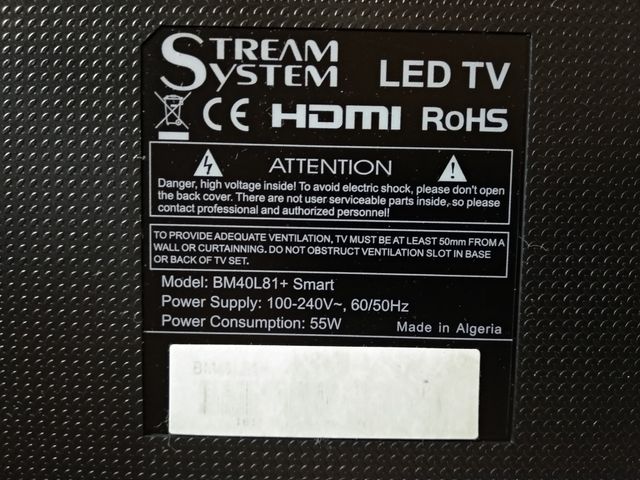 STREAM
SYSTEM
LED TV
CE HDMI RoHS
ATTENTION
Danger, high voltage inside! To avoid electric shock, please don't open
the back cover. There are not user serviceable parts inside, so please
contact professional and authorized personnel!
TO PROVIDE ADEQUATE VENTILATION, TV MUST BE AT LEAST 50mm FROM A
WALL OR CURTAINNING. DO NOT OBSTRUCT VENTILATION SLOT IN BASE
OR BACK OF TV SET.
Model: BM40L81+ Smart
Power Supply: 100-240V~, 60/50Hz
Power Consumption: 55W
Made in Algeria